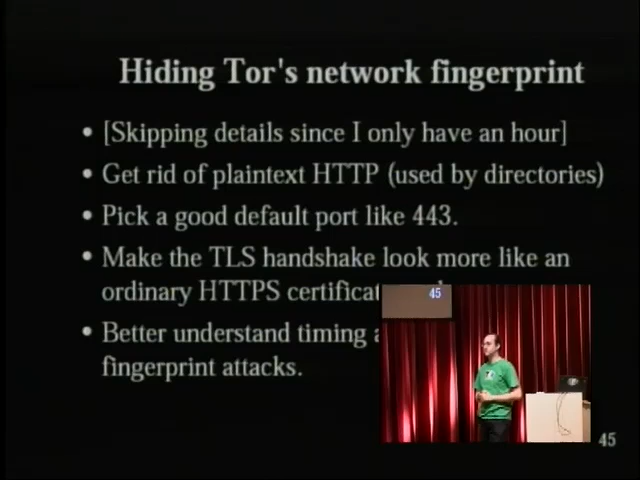 Hiding Tor's network fingerprint
• [Skipping details since I only have an hour]
• Get rid of plaintext HTTP (used by directories)
• Pick a good default port like 443.
• Make the TLS handshake look more like an
ordinary HTTPS
• Better understand timing
fingerprint attacks.
45
45